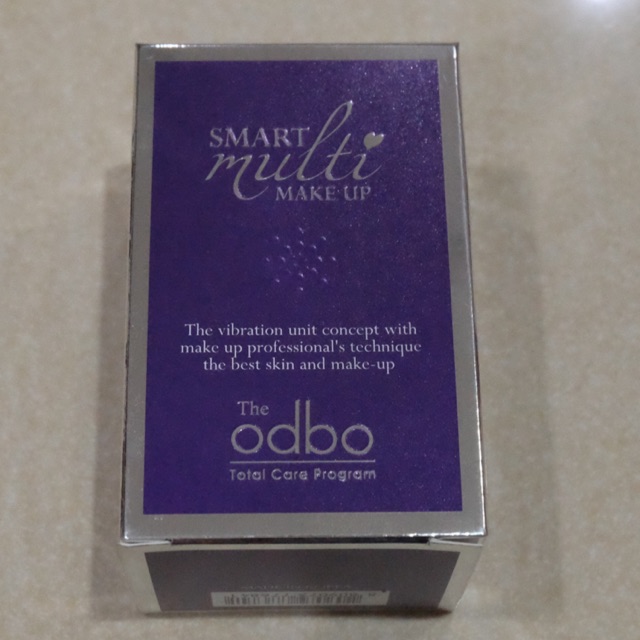 SMART
multi
MAKE UP
The vibration unit concept with
make up professional's technique
the best skin and make-up
The
odbo
Total Care Program